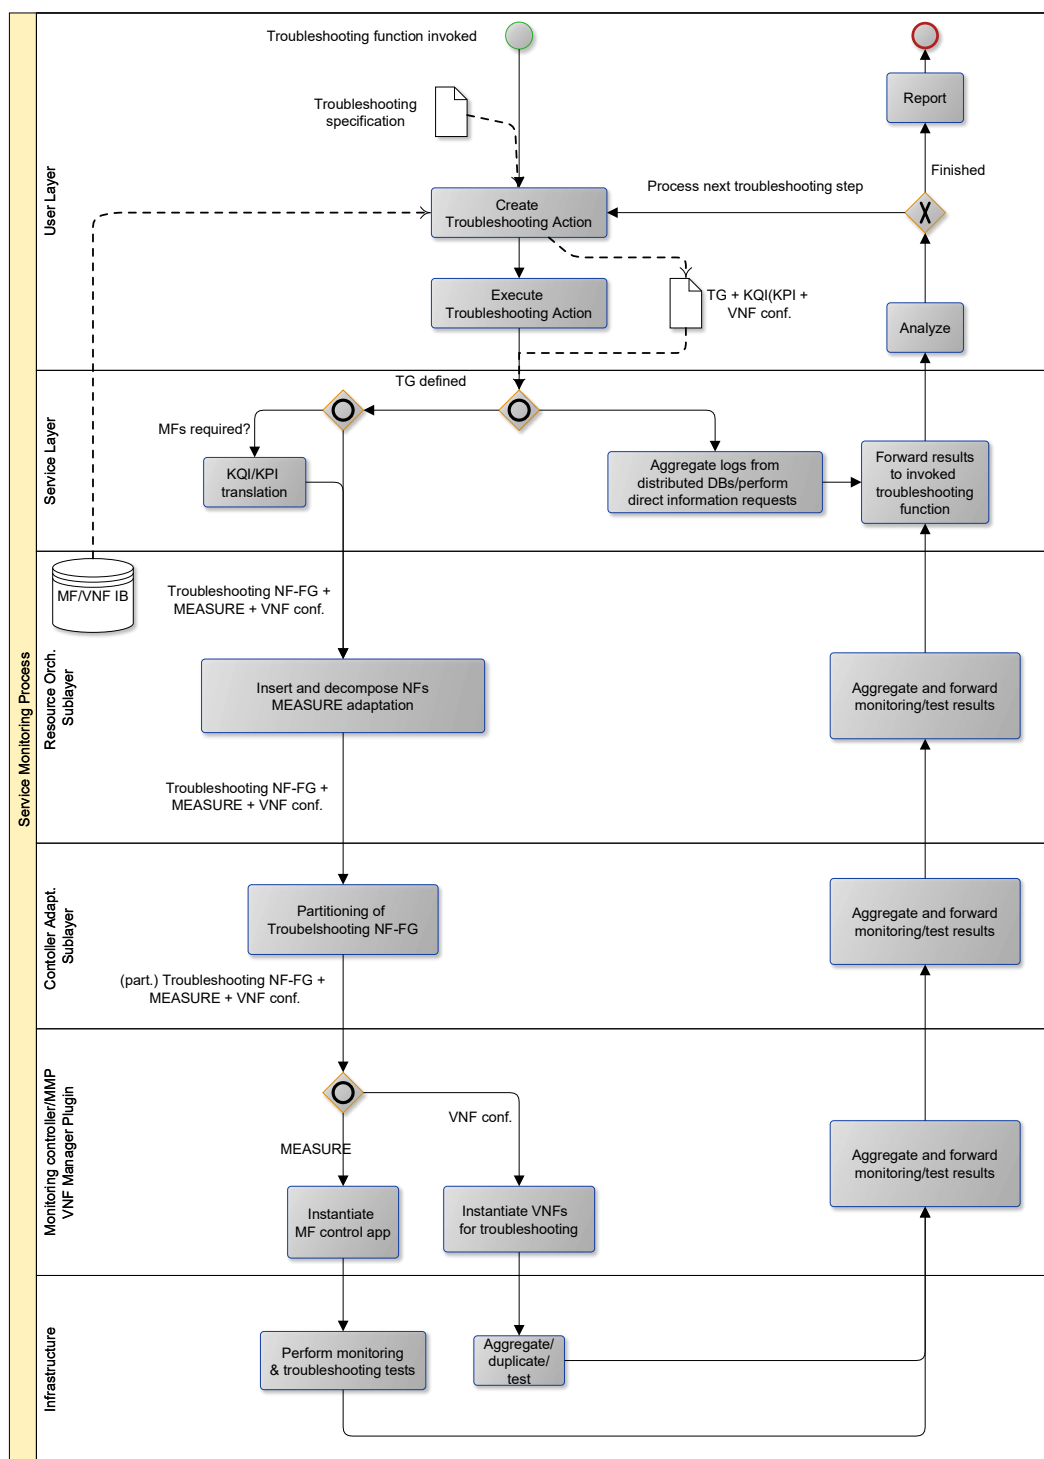 Service Monitoring Process
User Layer
Troubleshooting function invoked
Troubleshooting
specification
Report
Finished
Process next troubleshooting step
Create
Troubleshooting Action
Execute
Troubleshooting Action
TG + KQI(KPI +
VNF conf.
Analyze
Service Layer
TG defined
MFs required?
KQI/KPI
translation
Aggregate logs from
distributed DBs/perform
direct information requests
Forward results
to invoked
troubleshooting
function
Resource Orch.
Sublayer
MF/VNF IB
Troubleshooting NF-FG +
MEASURE + VNF conf.
Insert and decompose NFs
MEASURE adaptation
Aggregate and forward
monitoring/test results
Troubleshooting NF-FG +
MEASURE + VNF conf.
Contoller Adapt.
Sublayer
Partitioning of
Troubelshooting NF-FG
Aggregate and forward
monitoring/test results
(part.) Troubleshooting NF-FG +
MEASURE + VNF conf.
Monitoring controller/MMP
VNF Manager Plugin
VNF conf.
MEASURE
Aggregate and forward
monitoring/test results
Instantiate
MF control app
Instantiate VNFs
for troubleshooting
Infrastructure
Perform monitoring
& troubleshooting tests
Aggregate/
duplicate/
test